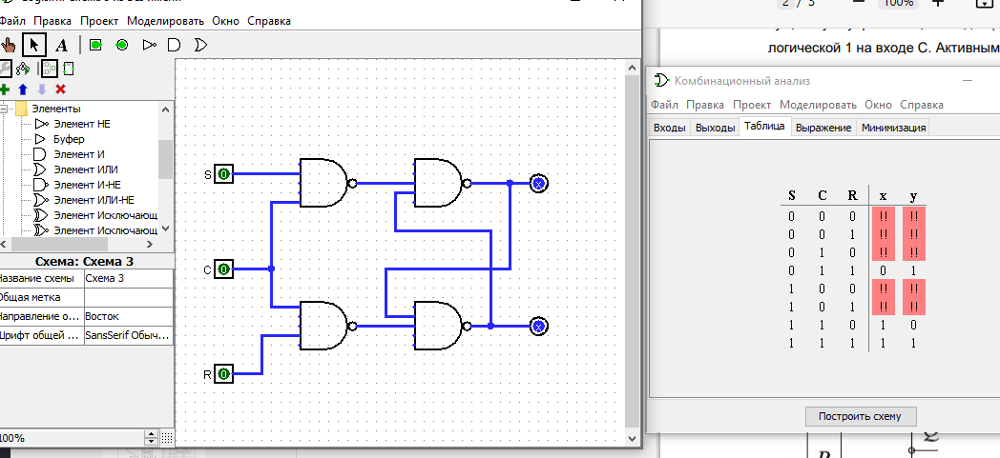 2 / 3
100%
Файл Правка Проект Моделировать Окно Справка
A
логической 1 на входе С. Активным
Комбинационный анализ
Файл Правка Проект Моделировать Окно Справка
Входы Выходы Таблица Выражение Минимизация
Элементы
Элемент НЕ
Буфер
Элемент И
Элемент ИЛИ
Элемент И-НЕ
Элемент ИЛИ-НЕ
Элемент Исключающ
Элемент Исключающ
Схема: Схема 3
Название схемы Схема 3
Общая метка
Направление о... Восток
Шрифт общей ... SansSerif Обыч...
100%
S 0
C 0
R 0
x
x
S C R x y
0 0 0 !! !!
0 0 1 !! !!
0 1 0 !! !!
0 1 1 0 1
1 0 0 !! !!
1 0 1 !! !!
1 1 0 1 0
1 1 1 1 1
Построить схему